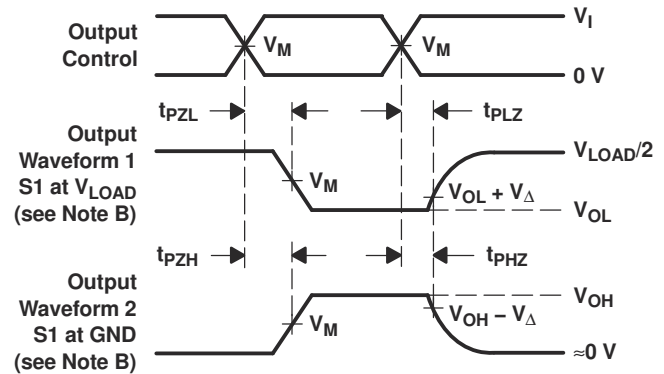 Output
Control
V_M
V_M
V_I
0 V
t_PZL
t_PLZ
Output
Waveform 1
S1 at V_LOAD
(see Note B)
V_M
V_LOAD/2
V_OL + V_Δ
V_OL
t_PZH
t_PHZ
Output
Waveform 2
S1 at GND
(see Note B)
V_M
V_OH
V_OH − V_Δ
≈0 V